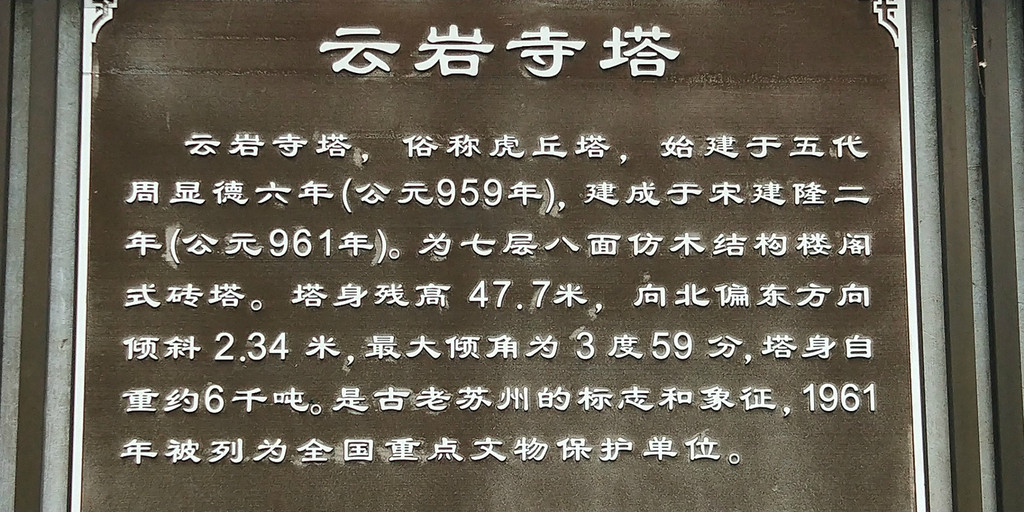 云岩寺塔
云岩寺塔，俗称虎丘塔，始建于五代
周显德六年(公元959年)，建成于宋建隆二
年(公元961年)。为七层八面仿木结构楼阁
式砖塔。塔身残高 47.7米，向北偏东方向
倾斜 2.34 米，最大倾角为 3 度59 分，塔身自
重约6千吨。是古老苏州的标志和象征，1961
年被列为全国重点文物保护单位。